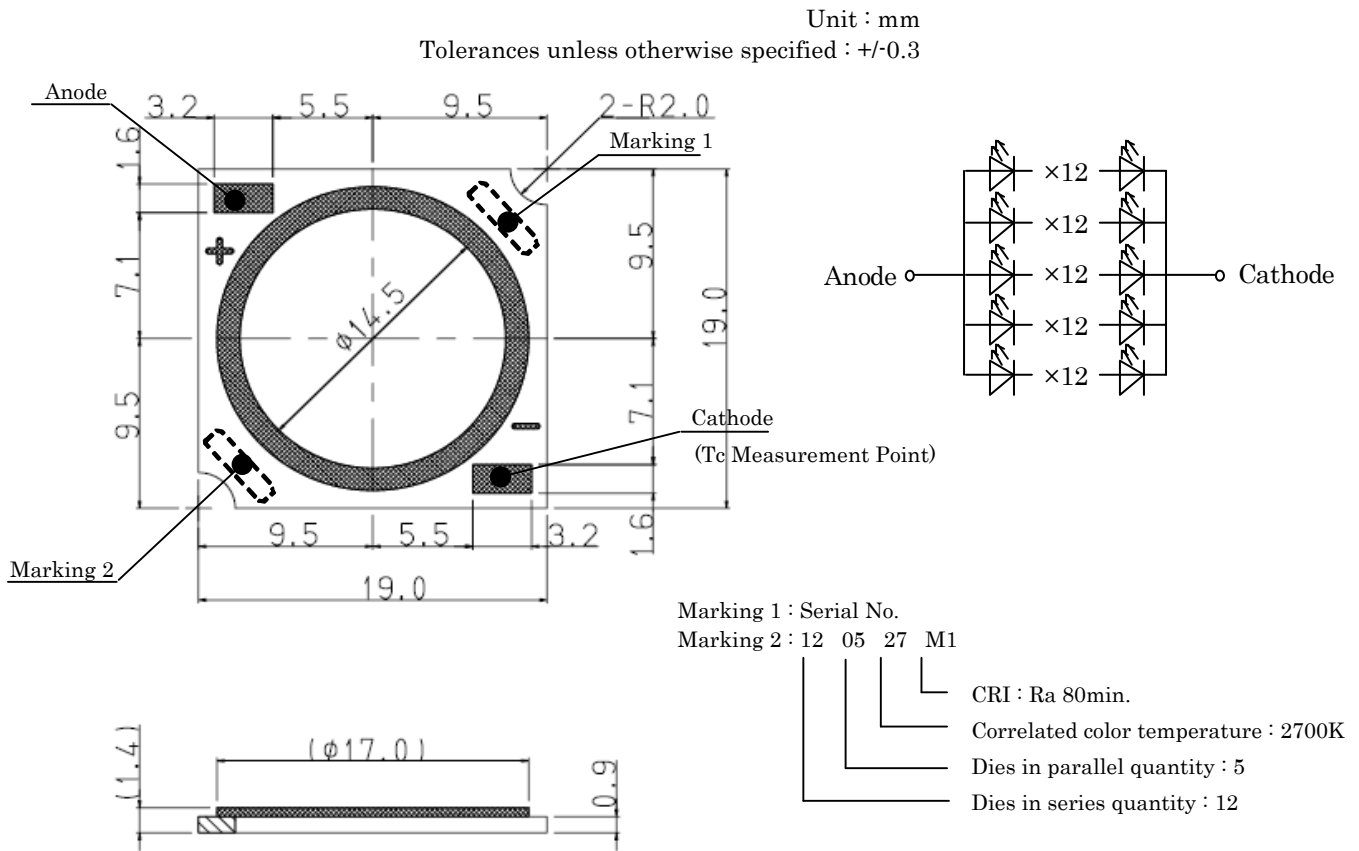 Unit : mm
Tolerances unless otherwise specified : +/-0.3
Anode
3.2
5.5
9.5
2-R2.0
Marking 1
1.6
7.1
9.5
ϕ14.5
9.5
19.0
7.1
1.6
Cathode
(Tc Measurement Point)
9.5
5.5
3.2
Marking 2
19.0
×12
×12
Anode
×12
Cathode
×12
×12
Marking 1 : Serial No.
Marking 2 : 12 05 27 M1
CRI : Ra 80min.
Correlated color temperature : 2700K
Dies in parallel quantity : 5
Dies in series quantity : 12
(ϕ17.0)
(1.4)
0.9